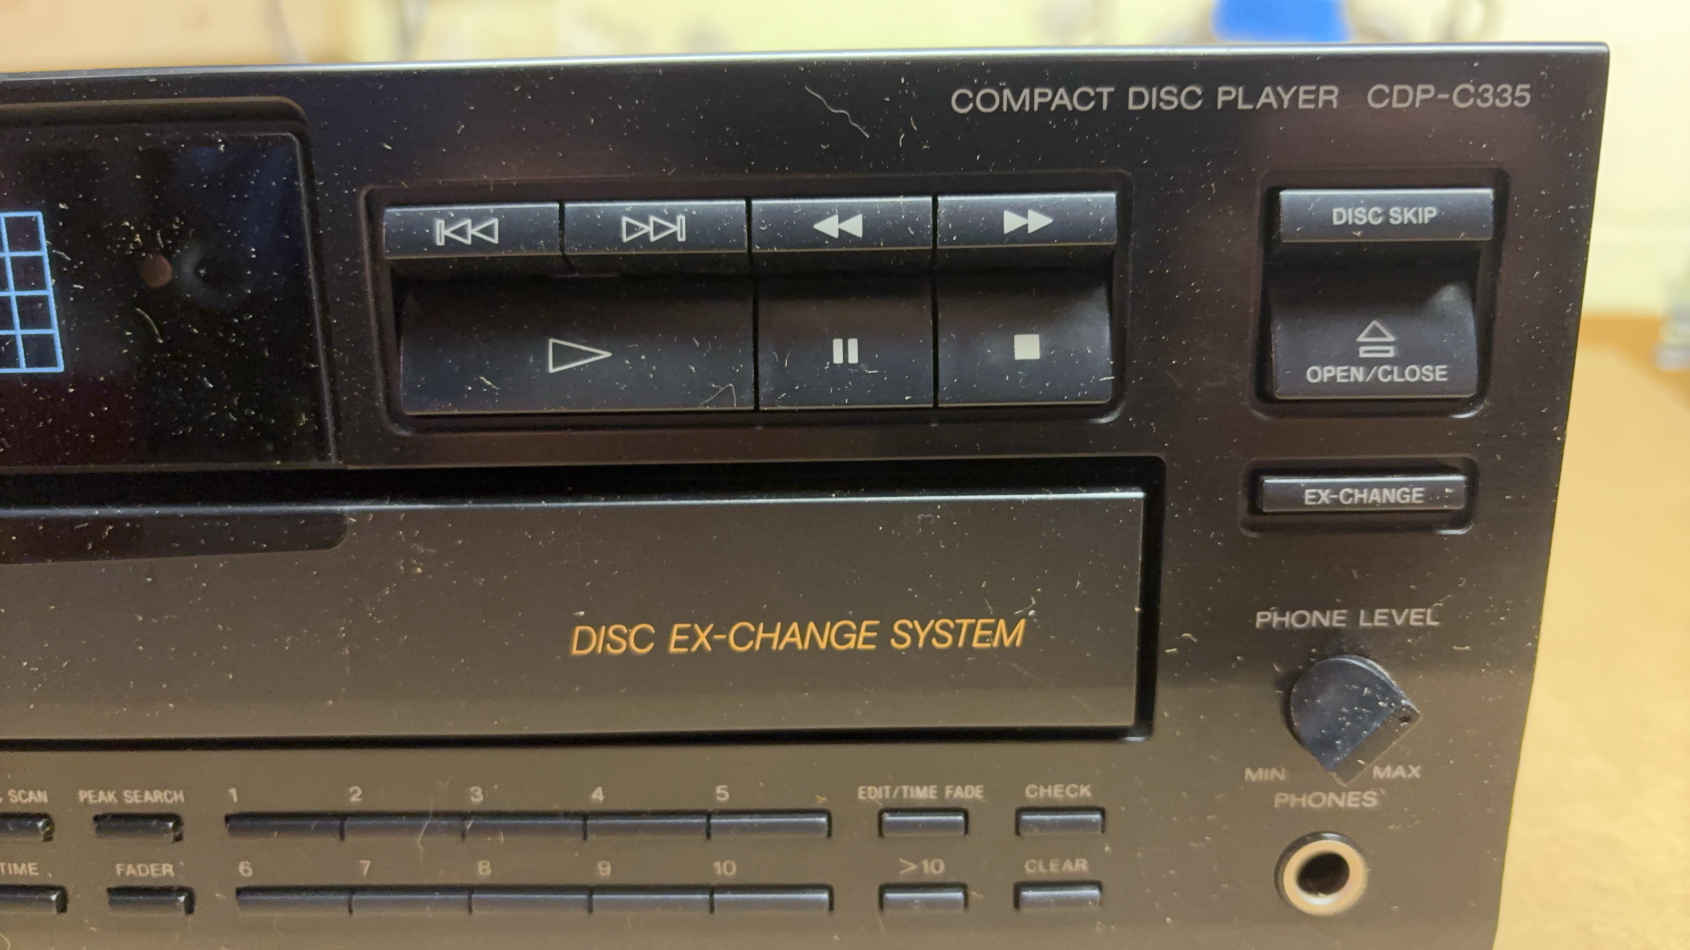 COMPACT DISC PLAYER CDP-C335
DISC SKIP
OPEN/CLOSE
EX-CHANGE
DISC EX-CHANGE SYSTEM
PHONE LEVEL
MIN MAX
PHONES
SCAN PEAK SEARCH 1 2 3 4 5 EDIT/TIME FADE CHECK
TIME FADER 6 7 8 9 10 >10 CLEAR